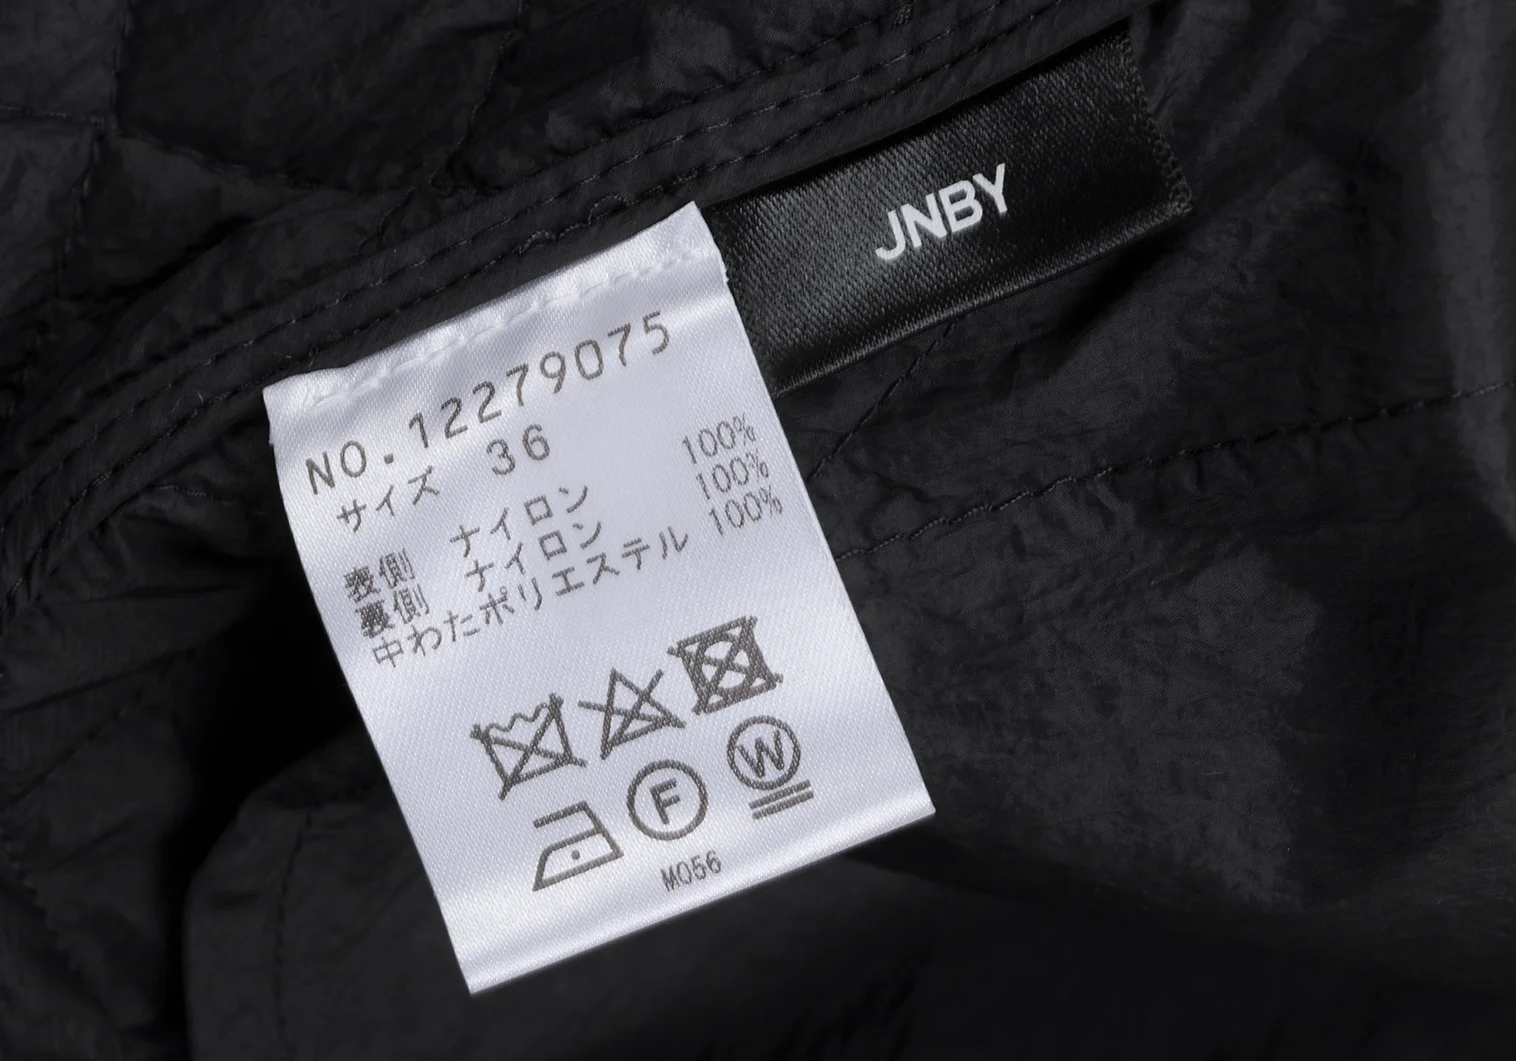 JNBY
NO.12279075
サイズ 36
表側 ナイロン 100%
裏側 ナイロン 100%
中わたポリエステル 100%
F
W
M056